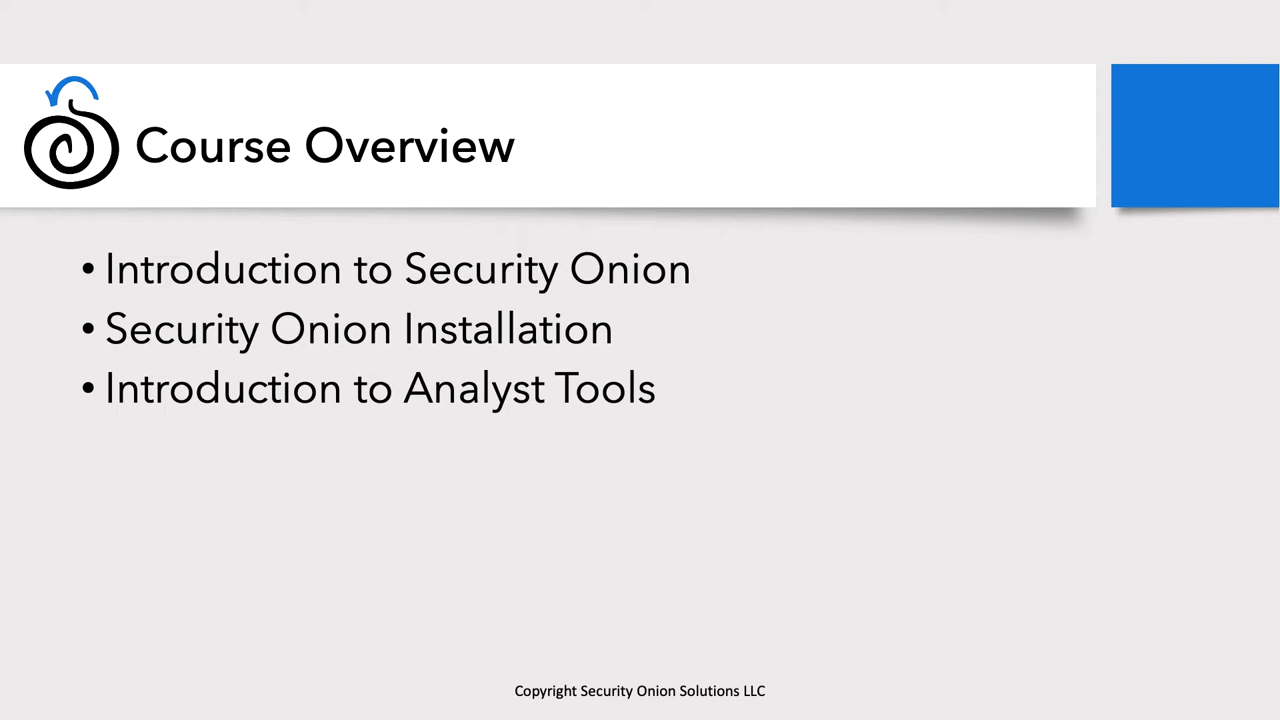 Course Overview
• Introduction to Security Onion
• Security Onion Installation
• Introduction to Analyst Tools
Copyright Security Onion Solutions LLC